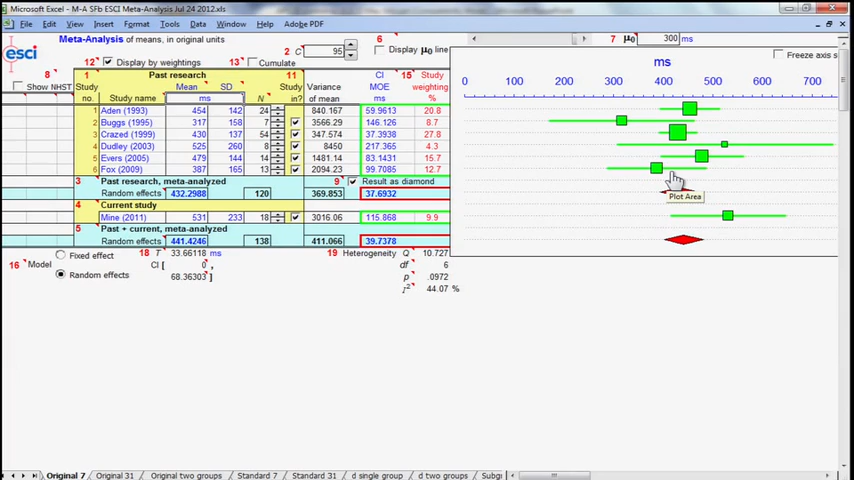 Microsoft Excel - M-A SFb ESCI Meta-Analysis Jul 24 2012.xls
File Edit View Insert Format Tools Data Window Help Adobe PDF
esci
Meta-Analysis of means, in original units
2 C 95
6 Display μ0 line
7 μ0 300 ms
12 Display by weightings 13 Cumulate
Freeze axis s
8 Show NHST
1 Past research 11 CI 15 Study
Study Mean SD Study Variance MOE weighting
no. Study name ms N in? of mean ms %
1 Aden (1993) 454 142 24 840.167 59.9613 20.8
2 Buggs (1995) 317 158 7 3566.29 146.126 8.7
3 Crazed (1999) 430 137 54 347.574 37.3938 27.8
4 Dudley (2003) 525 260 8 8450 217.365 4.3
5 Evers (2005) 479 144 14 1481.14 83.1431 15.7
6 Fox (2009) 387 165 13 2094.23 99.7085 12.7
3 Past research, meta-analyzed 9 Result as diamond
Random effects 432.2988 120 369.853 37.6932
4 Current study
Mine (2011) 531 233 18 3016.06 115.868 9.9
5 Past + current, meta-analyzed
Random effects 441.4246 138 411.066 39.7378
ms
0 100 200 300 400 500 600 700
Plot Area
16 Model Fixed effect
Random effects
18 T 33.66118 ms
CI [ 0 ,
68.36303 ]
19 Heterogeneity Q 10.727
df 6
p .0972
I² 44.07 %
Original 7 Original 31 Original two groups Standard 7 Standard 31 d single group d two groups Subgr